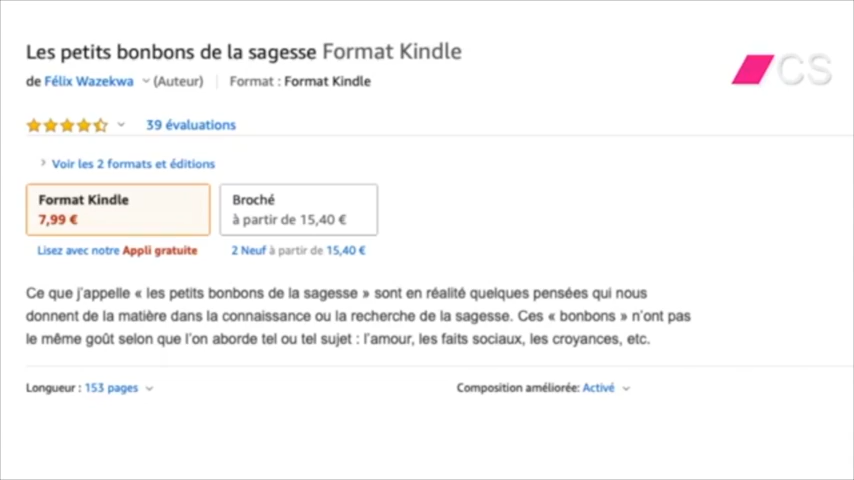 Les petits bonbons de la sagesse Format Kindle
CS
de Félix Wazekwa (Auteur) Format : Format Kindle
39 évaluations
Voir les 2 formats et éditions
Format Kindle
7,99 €
Broché
à partir de 15,40 €
Lisez avec notre Appli gratuite
2 Neuf à partir de 15,40 €
Ce que j’appelle « les petits bonbons de la sagesse » sont en réalité quelques pensées qui nous
donnent de la matière dans la connaissance ou la recherche de la sagesse. Ces « bonbons » n’ont pas
le même goût selon que l’on aborde tel ou tel sujet : l’amour, les faits sociaux, les croyances, etc.
Longueur : 153 pages
Composition améliorée: Activé